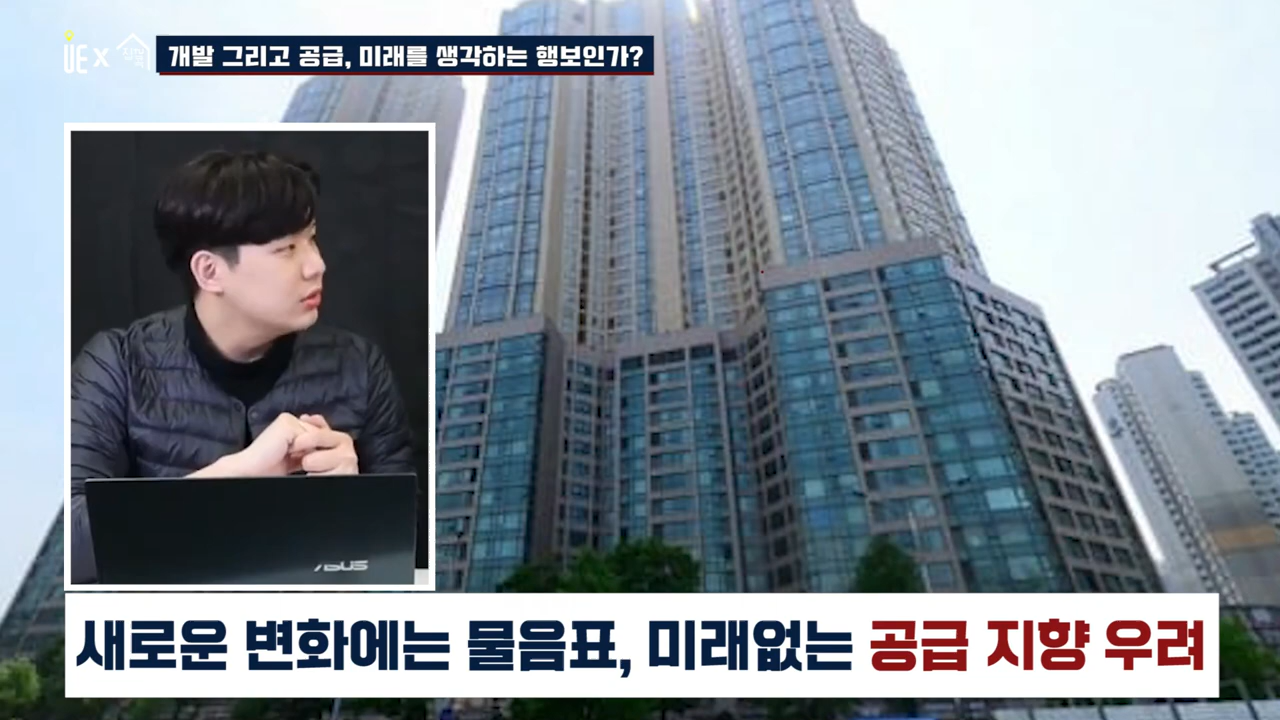 UE X
개발 그리고 공급, 미래를 생각하는 행보인가?
ASUS
새로운 변화에는 물음표, 미래없는 공급 지향 우려